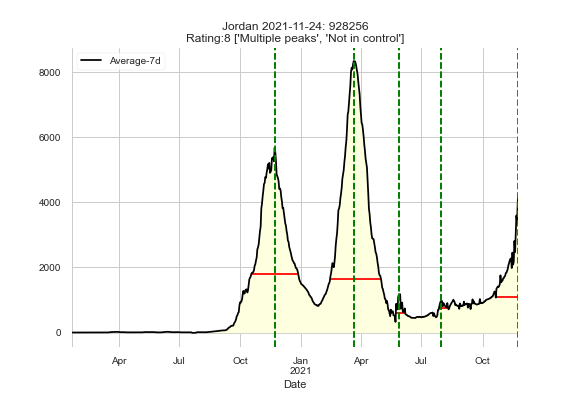 Jordan 2021-11-24: 928256
Rating:8 ['Multiple peaks', 'Not in control']
Average-7d
8000
6000
4000
2000
0
Apr Jul Oct Jan Apr Jul Oct
2021
Date